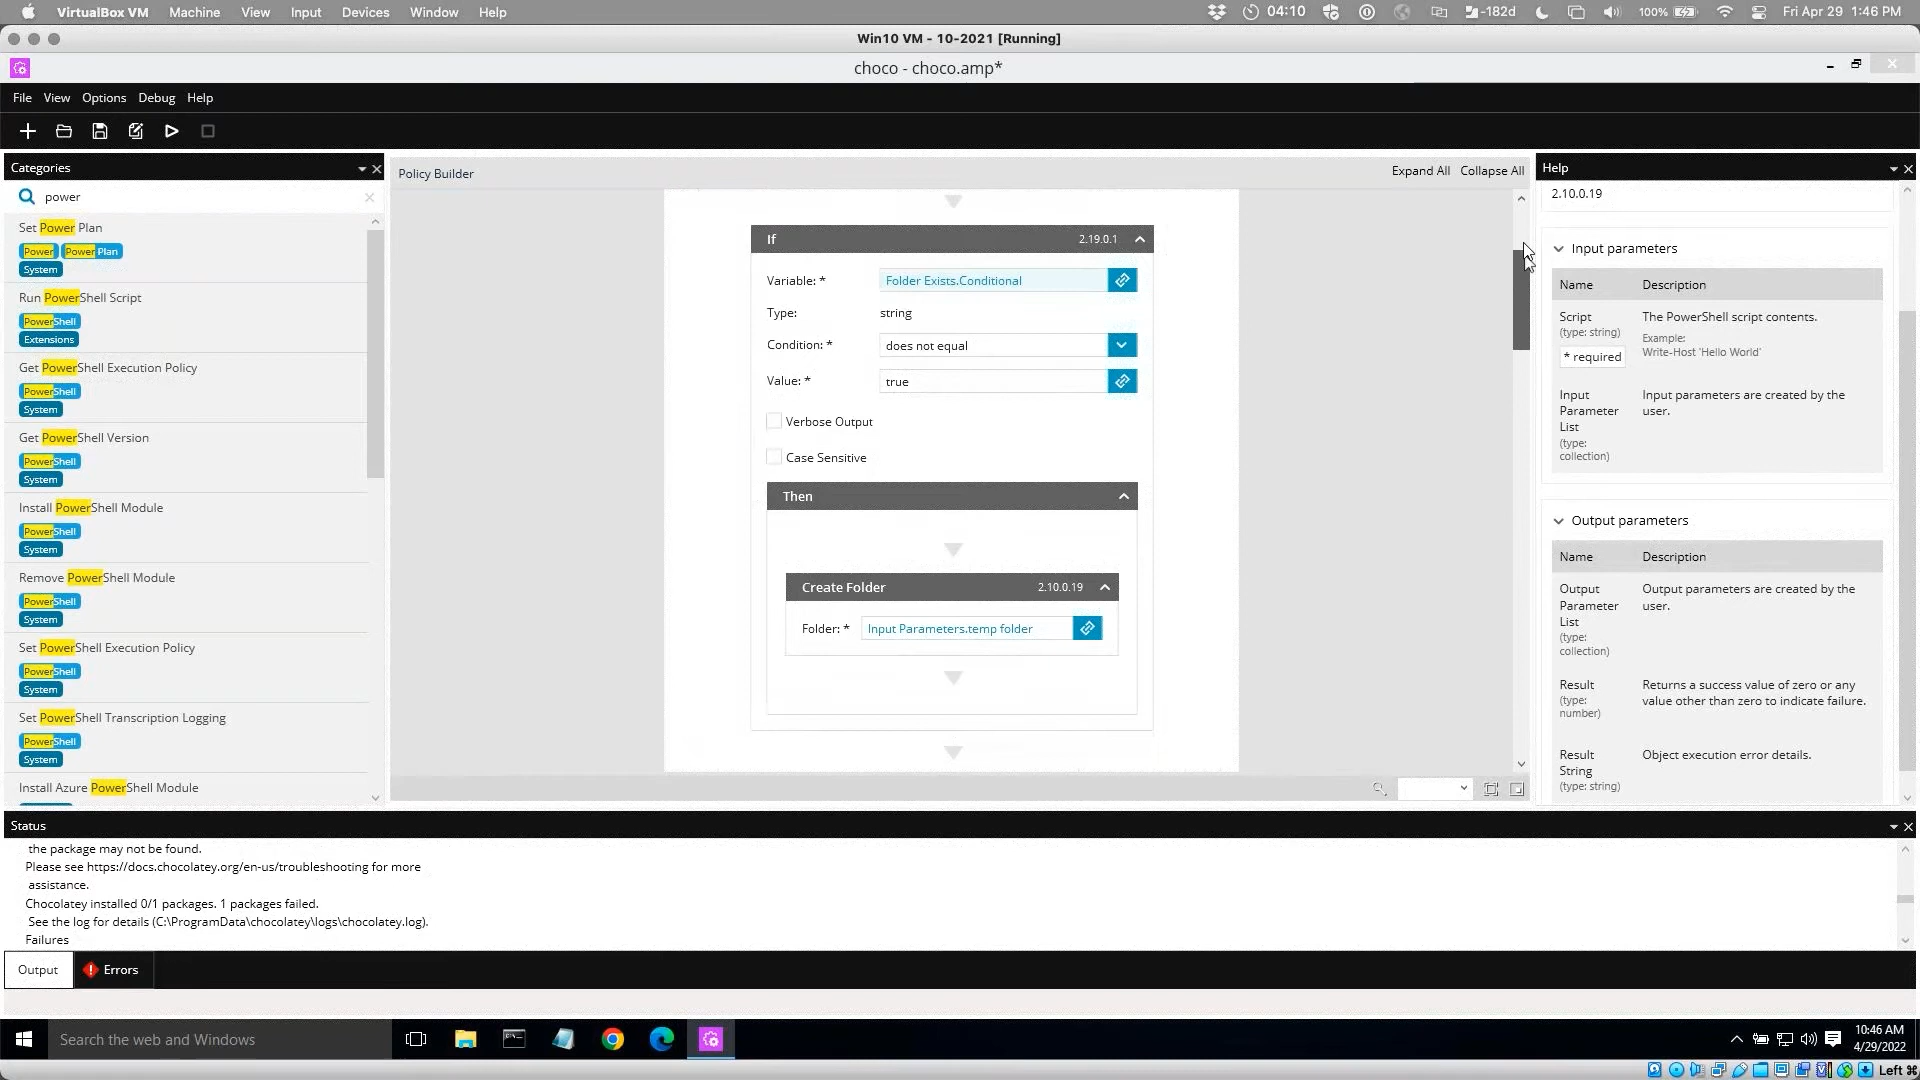 VirtualBox VM Machine View Input Devices Window Help 04:10 -182d 100% Fri Apr 29 1:46 PM
Win10 VM - 10-2021 [Running]
choco - choco.amp*
File View Options Debug Help
Categories
power
Set Power Plan
Power Power Plan
System
Run PowerShell Script
PowerShell
Extensions
Get PowerShell Execution Policy
PowerShell
System
Get PowerShell Version
PowerShell
System
Install PowerShell Module
PowerShell
System
Remove PowerShell Module
PowerShell
System
Set PowerShell Execution Policy
PowerShell
System
Set PowerShell Transcription Logging
PowerShell
System
Install Azure PowerShell Module
Policy Builder
Expand All Collapse All
If 2.19.0.1
Variable: * Folder Exists.Conditional
Type: string
Condition: * does not equal
Value: * true
Verbose Output
Case Sensitive
Then
Create Folder 2.10.0.19
Folder: * Input Parameters.temp folder
Help
2.10.0.19
Input parameters
Name Description
Script
(type: string)
* required
The PowerShell script contents.
Example:
Write-Host 'Hello World'
Input
Parameter
List
(type:
collection)
Input parameters are created by the
user.
Output parameters
Name Description
Output
Parameter
List
(type:
collection)
Output parameters are created by the
user.
Result
(type:
number)
Returns a success value of zero or any
value other than zero to indicate failure.
Result
String
(type: string)
Object execution error details.
Status
the package may not be found.
Please see https://docs.chocolatey.org/en-us/troubleshooting for more
assistance.
Chocolatey installed 0/1 packages. 1 packages failed.
See the log for details (C:\ProgramData\chocolatey\logs\chocolatey.log).
Failures
Output Errors
Search the web and Windows
10:46 AM
4/29/2022
Left ⌘